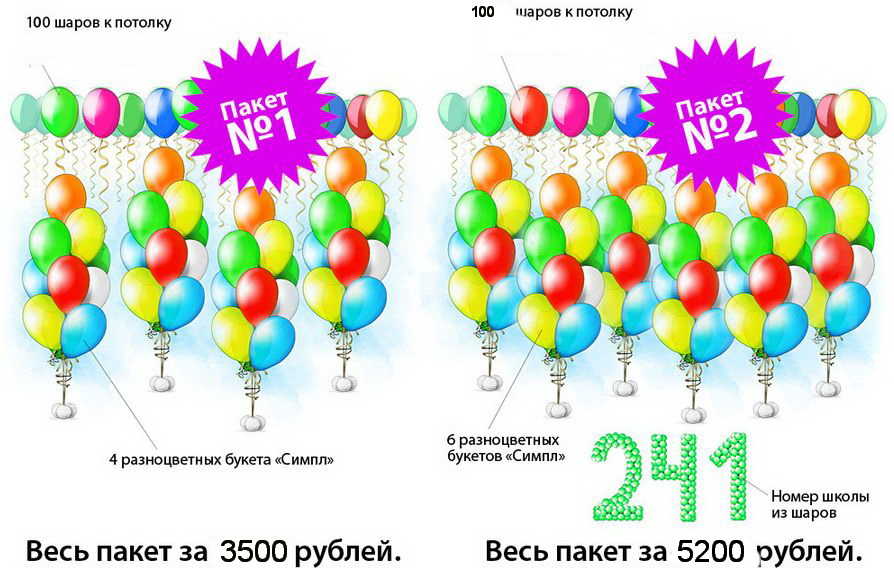 100 шаров к потолку
Пакет
№1
4 разноцветных букета «Симпл»
Весь пакет за 3500 рублей.
100 шаров к потолку
Пакет
№2
6 разноцветных
букетов «Симпл»
241
Номер школы
из шаров
Весь пакет за 5200 рублей.